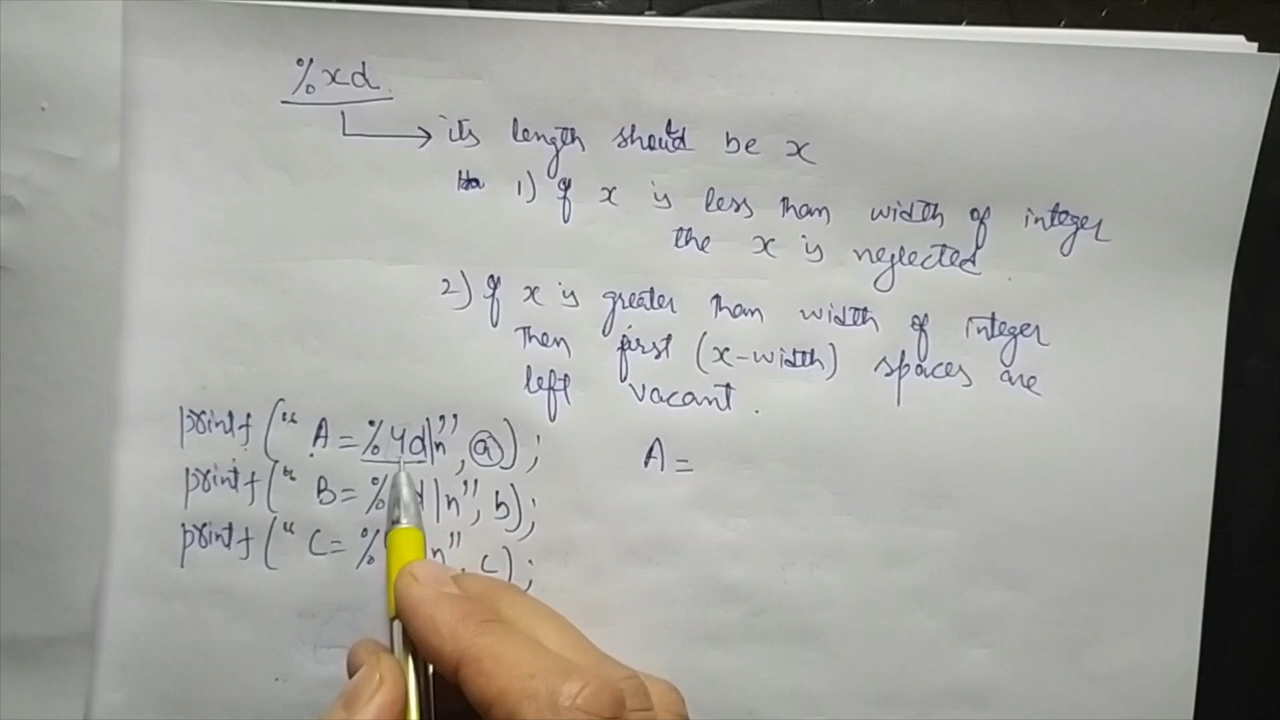 %xd
its length should be x
1) If x is less than width of integer
the x is neglected
2) If x is greater than width of integer
Then first (x-width) spaces are
left vacant.
printf (" A = %4d\n", a);
A =
printf (" B = % d\n", b);
printf (" C = % \n", c);